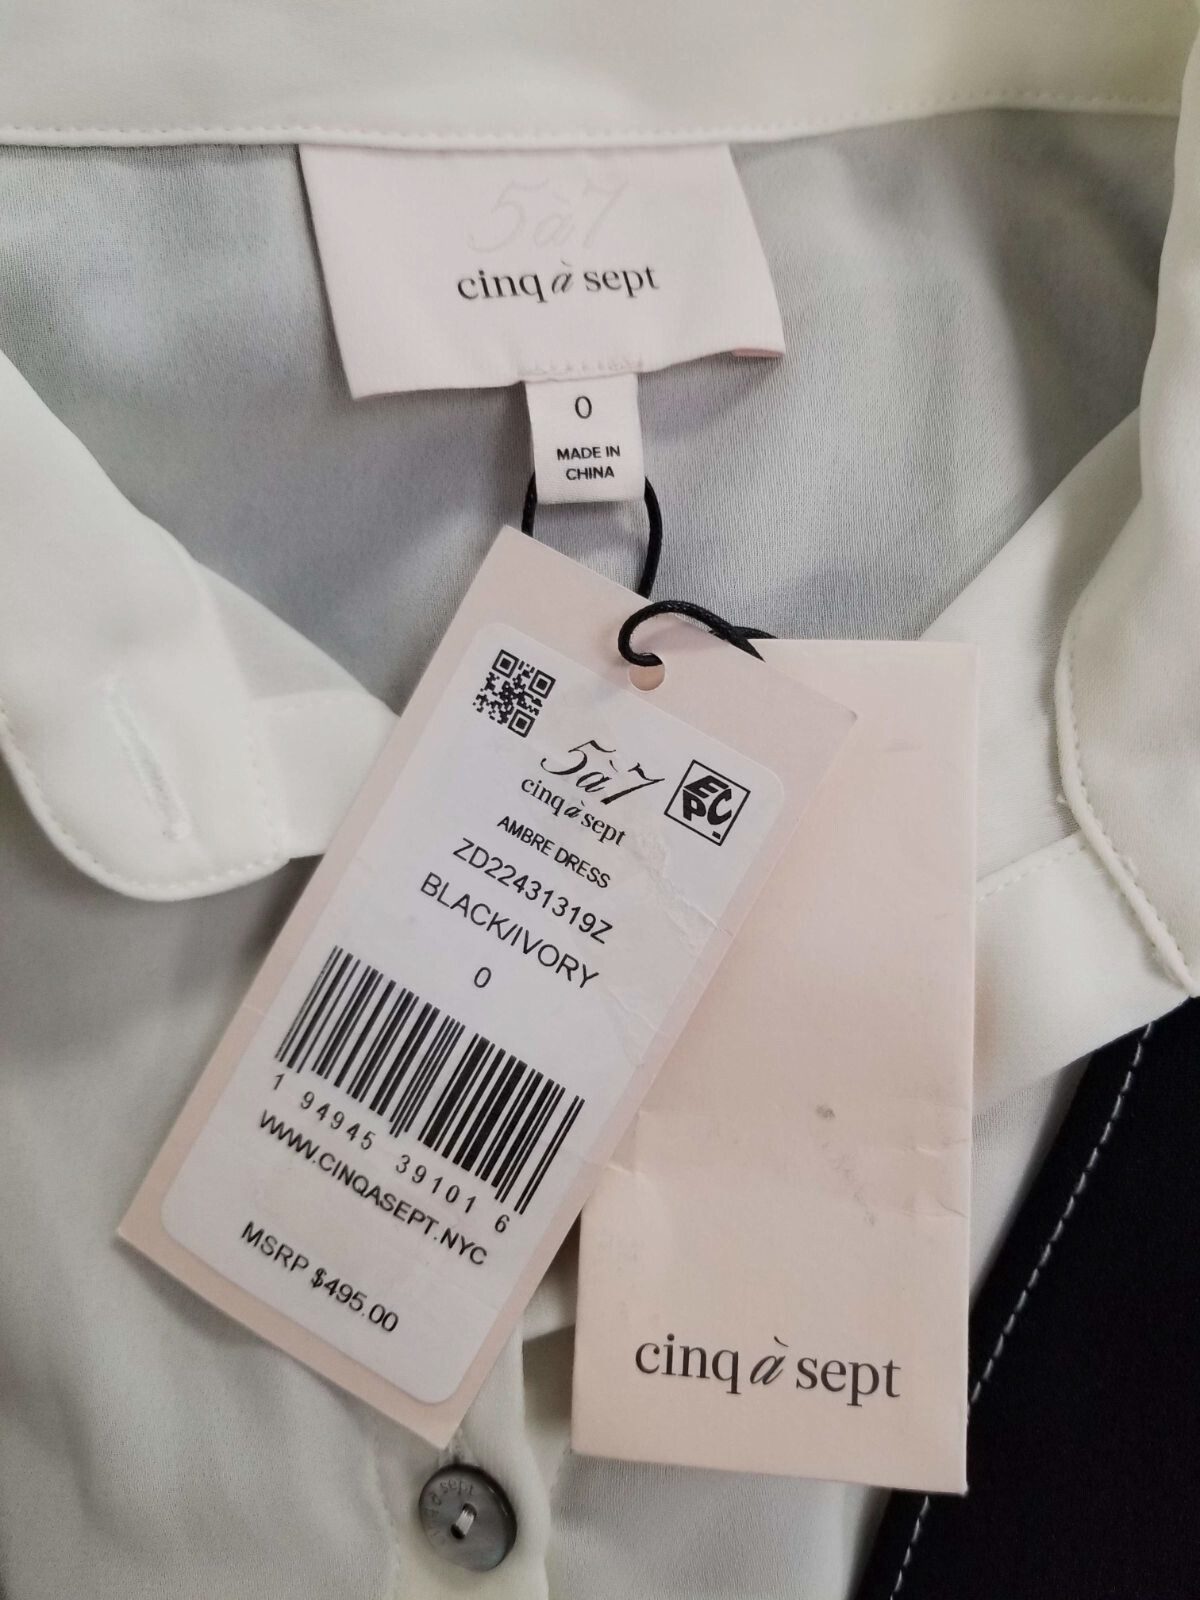 5à7
cinq à sept
0
MADE IN
CHINA
5à7
cinq à sept
EPC
AMBRE DRESS
ZD22431319Z
BLACK/IVORY
0
1 94945 39101 6
WWW.CINQASEPT.NYC
MSRP $495.00
cinq à sept